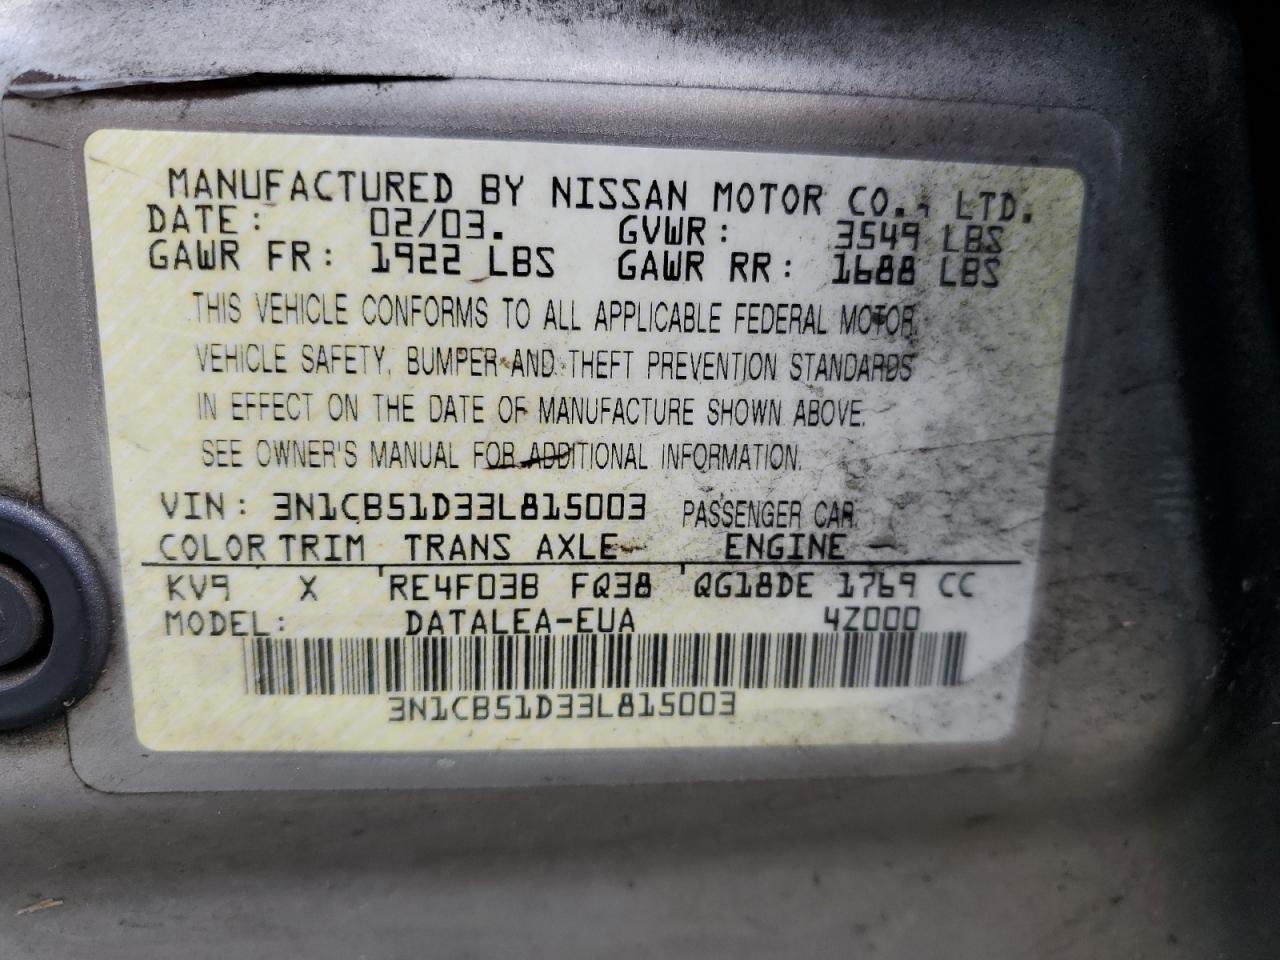 MANUFACTURED BY NISSAN MOTOR CO., LTD.
DATE: 02/03. GVWR: 3549 LBS
GAWR FR: 1922 LBS GAWR RR: 1688 LBS
THIS VEHICLE CONFORMS TO ALL APPLICABLE FEDERAL MOTOR
VEHICLE SAFETY, BUMPER AND THEFT PREVENTION STANDARDS
IN EFFECT ON THE DATE OF MANUFACTURE SHOWN ABOVE.
SEE OWNER'S MANUAL FOR ADDITIONAL INFORMATION.
VIN: 3N1CB51D33L815003 PASSENGER CAR
COLOR TRIM TRANS AXLE ENGINE
KV9 X RE4F03B FQ38 QG18DE 1769 CC
MODEL: DATALEA-EUA 4Z000
3N1CB51D33L815003